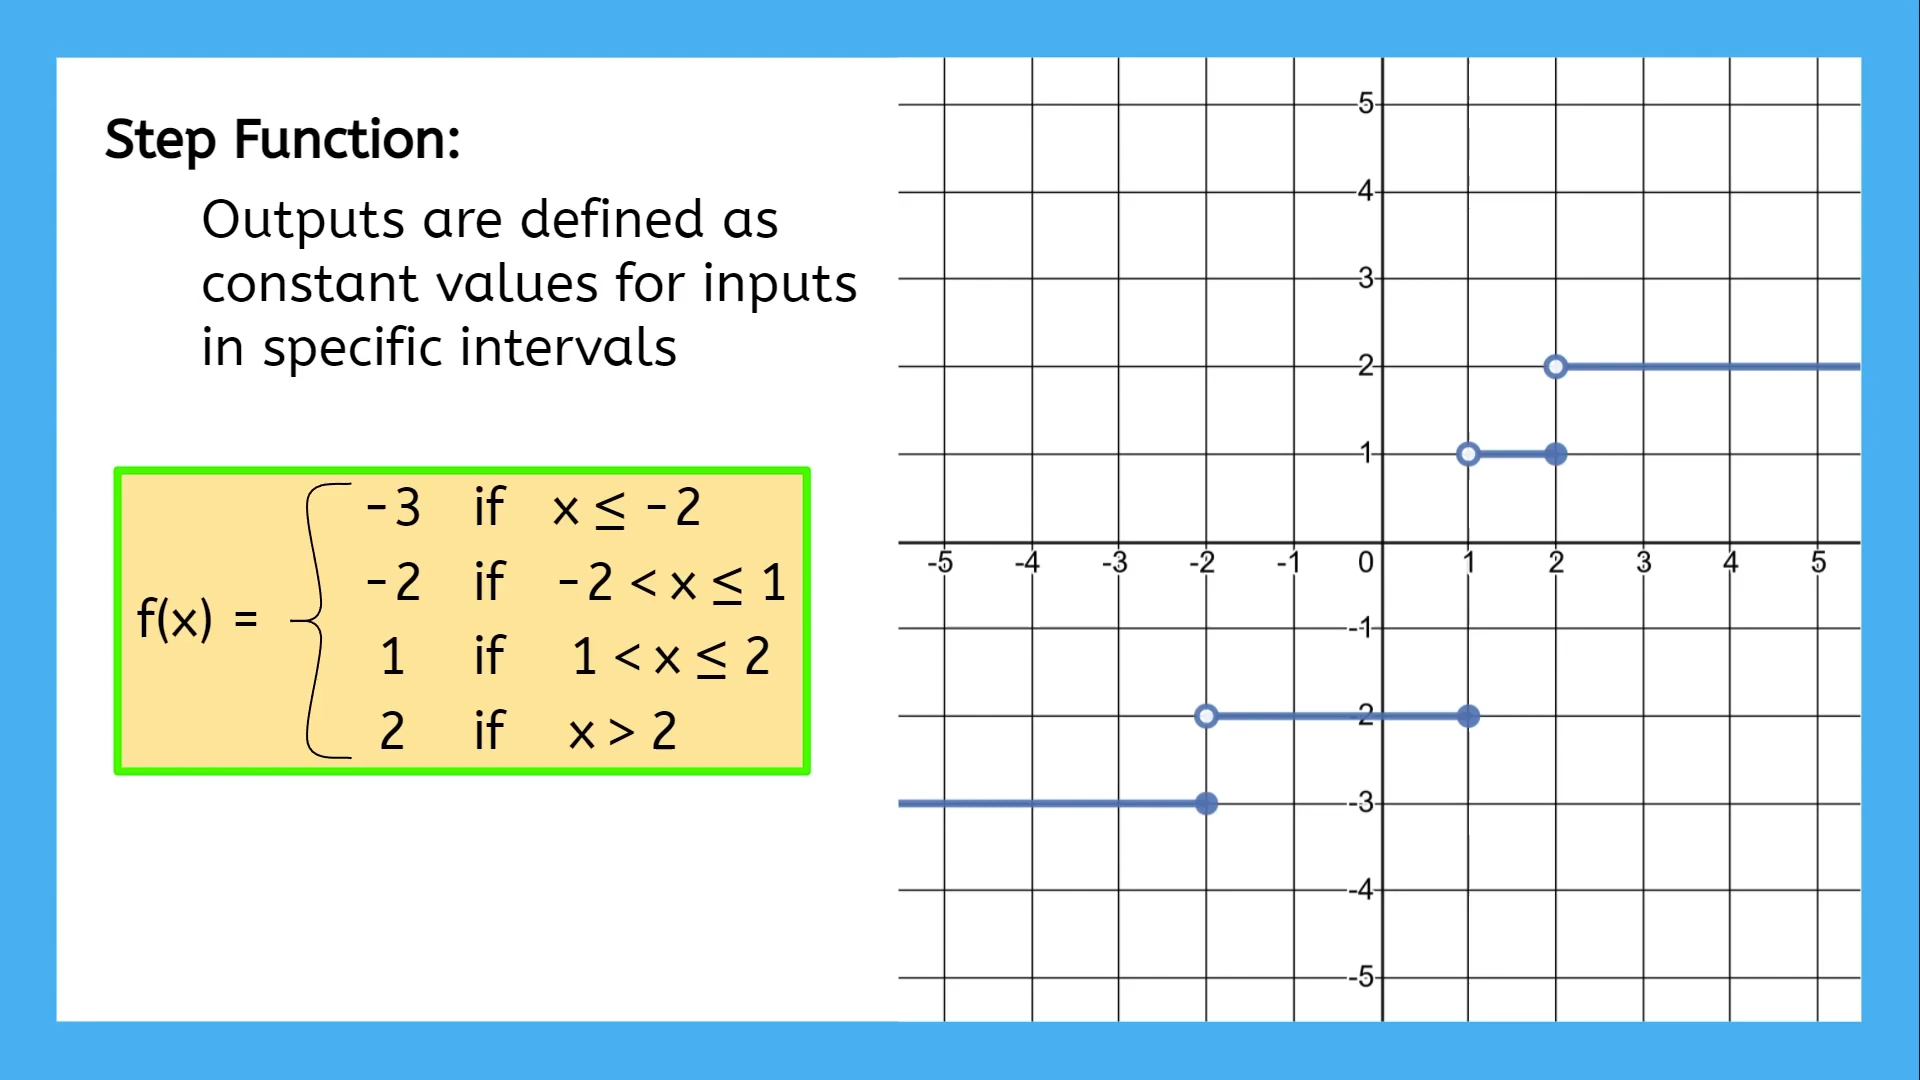 Step Function:
Outputs are defined as
constant values for inputs
in specific intervals
f(x) =
-3 if x ≤ -2
-2 if -2 < x ≤ 1
1 if 1 < x ≤ 2
2 if x > 2
5
4
3
2
1
-5 -4 -3 -2 -1 0 1 2 3 4 5
-1
-2
-3
-4
-5